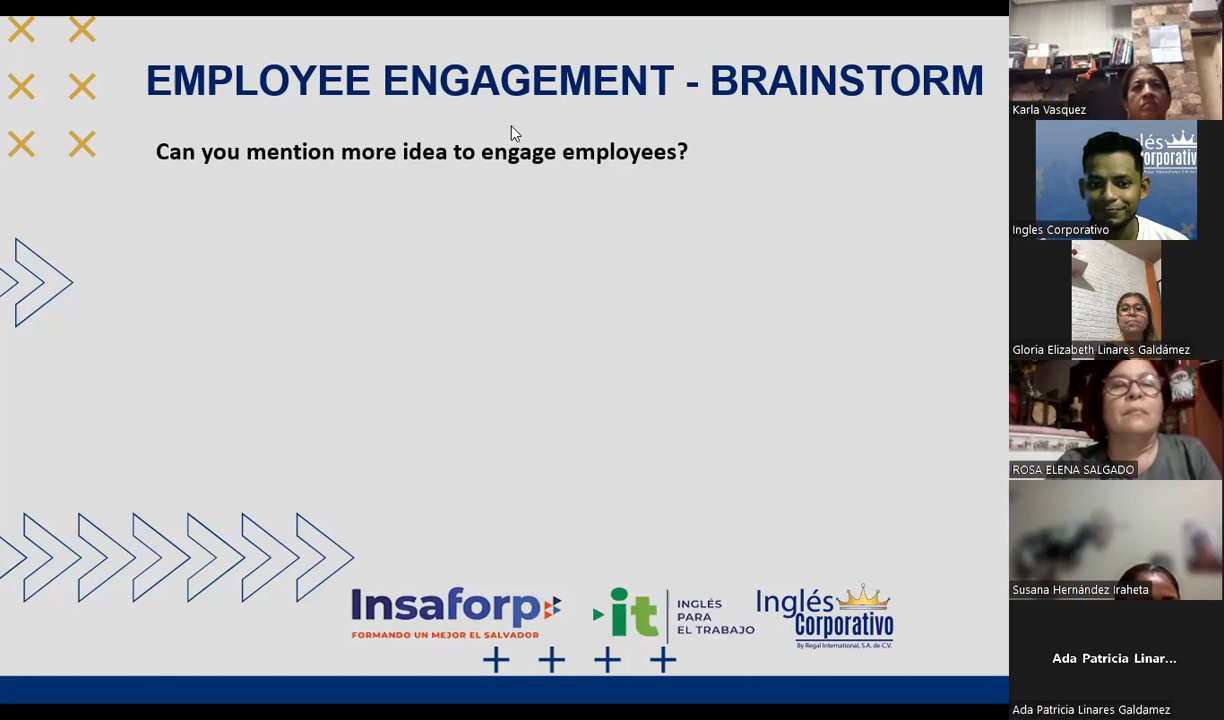 EMPLOYEE ENGAGEMENT - BRAINSTORM
Can you mention more idea to engage employees?
Insaforp
FORMANDO UN MEJOR EL SALVADOR
it
INGLÉS
PARA
EL TRABAJO
Inglés
Corporativo
By Regal International, S.A. de C.V.
Karla Vasquez
lés
orporativo
Ingles Corporativo
Gloria Elizabeth Linares Galdámez
ROSA ELENA SALGADO
Susana Hernández Iraheta
Ada Patricia Linar...
Ada Patricia Linares Galdamez